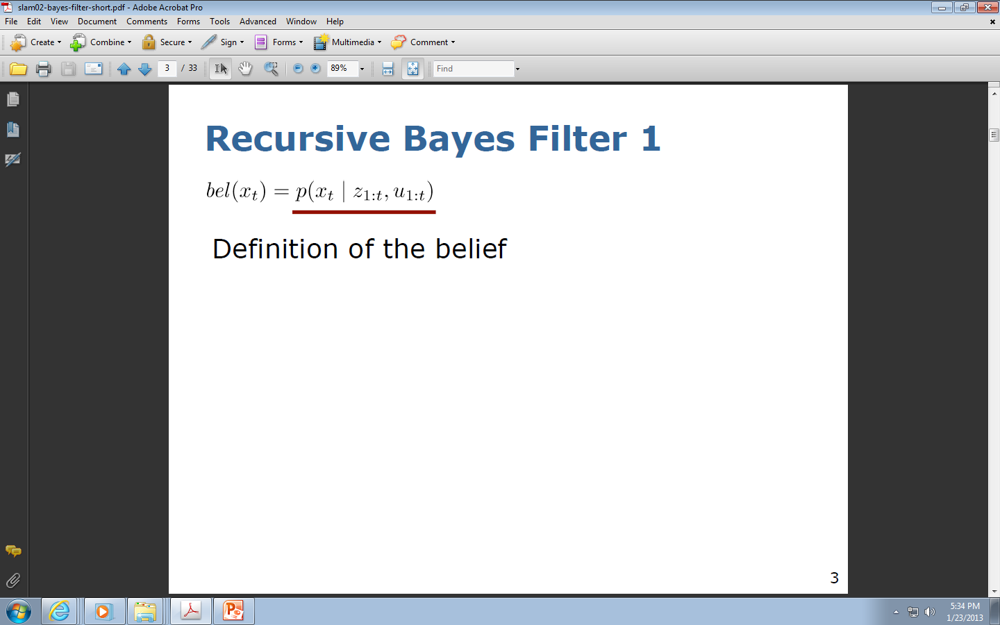 slam02-bayes-filter-short.pdf - Adobe Acrobat Pro
File Edit View Document Comments Forms Tools Advanced Window Help
Create Combine Secure Sign Forms Multimedia Comment
3 / 33 89% Find
Recursive Bayes Filter 1
bel(x_t) = p(x_t | z_{1:t}, u_{1:t})
Definition of the belief
3
5:34 PM
1/23/2013